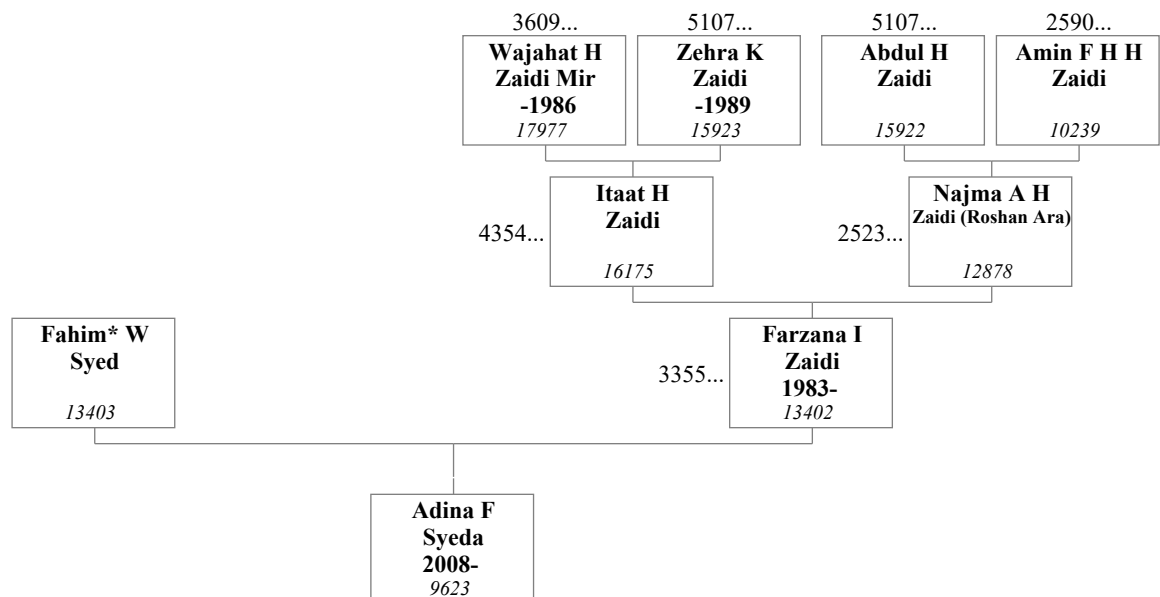 3609...
Wajahat H
Zaidi Mir
-1986
17977
5107...
Zehra K
Zaidi
-1989
15923
5107...
Abdul H
Zaidi
15922
2590...
Amin F H H
Zaidi
10239
4354...
Itaat H
Zaidi
16175
2523...
Najma A H
Zaidi (Roshan Ara)
12878
Fahim* W
Syed
13403
3355...
Farzana I
Zaidi
1983-
13402
Adina F
Syeda
2008-
9623